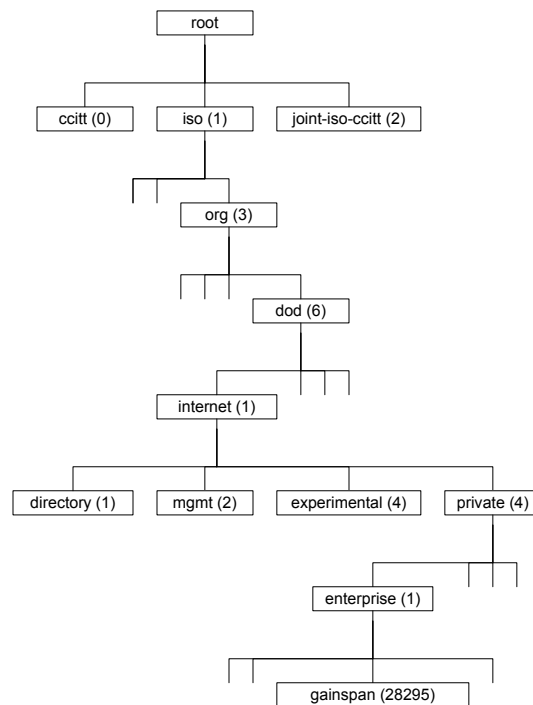 root
ccitt (0)
iso (1)
joint-iso-ccitt (2)
org (3)
dod (6)
internet (1)
directory (1)
mgmt (2)
experimental (4)
private (4)
enterprise (1)
gainspan (28295)